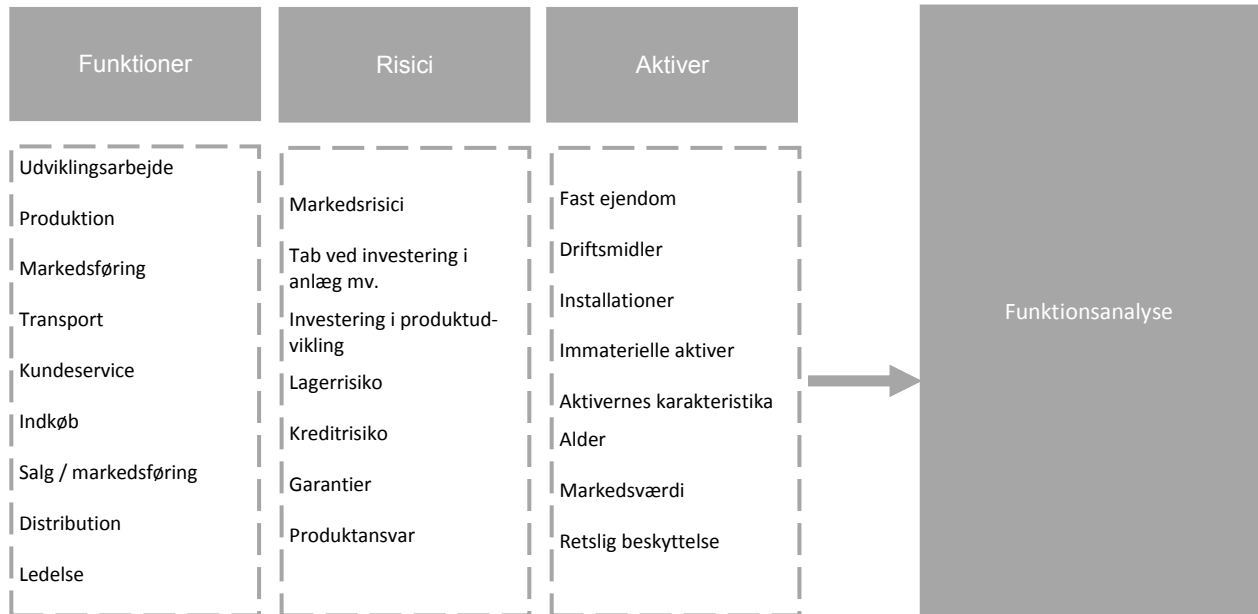 Funktioner
Udviklingsarbejde
Produktion
Markedsføring
Transport
Kundeservice
Indkøb
Salg / markedsføring
Distribution
Ledelse
Risici
Markedsrisici
Tab ved investering i
anlæg mv.
Investering i produktud-
vikling
Lagerrisiko
Kreditrisiko
Garantier
Produktansvar
Aktiver
Fast ejendom
Driftsmidler
Installationer
Immaterielle aktiver
Aktivernes karakteristika
Alder
Markedsværdi
Retslig beskyttelse
Funktionsanalyse